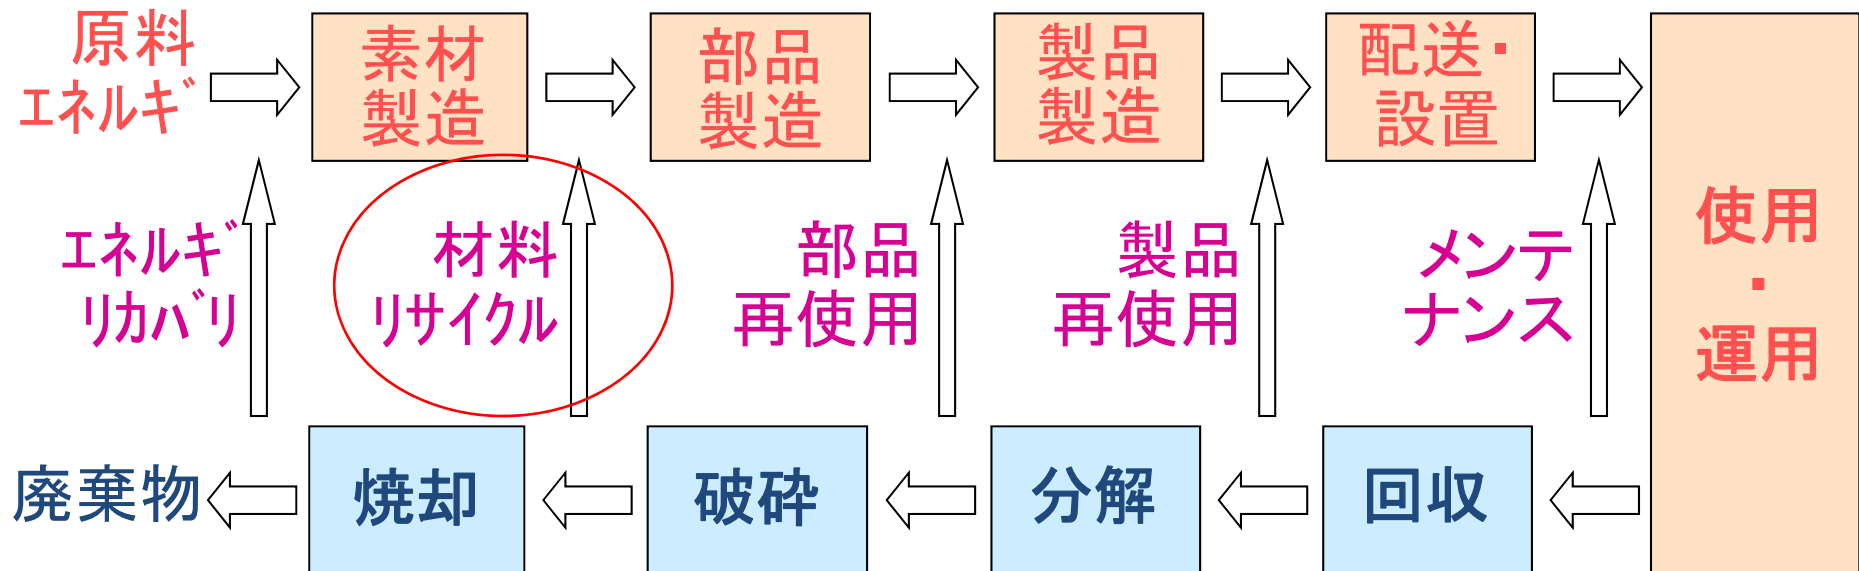 原料
エネルギ
素材
製造
部品
製造
製品
製造
配送・
設置
使用
・
運用
エネルギ
リカバリ
材料
リサイクル
部品
再使用
製品
再使用
メンテ
ナンス
廃棄物
焼却
破砕
分解
回収